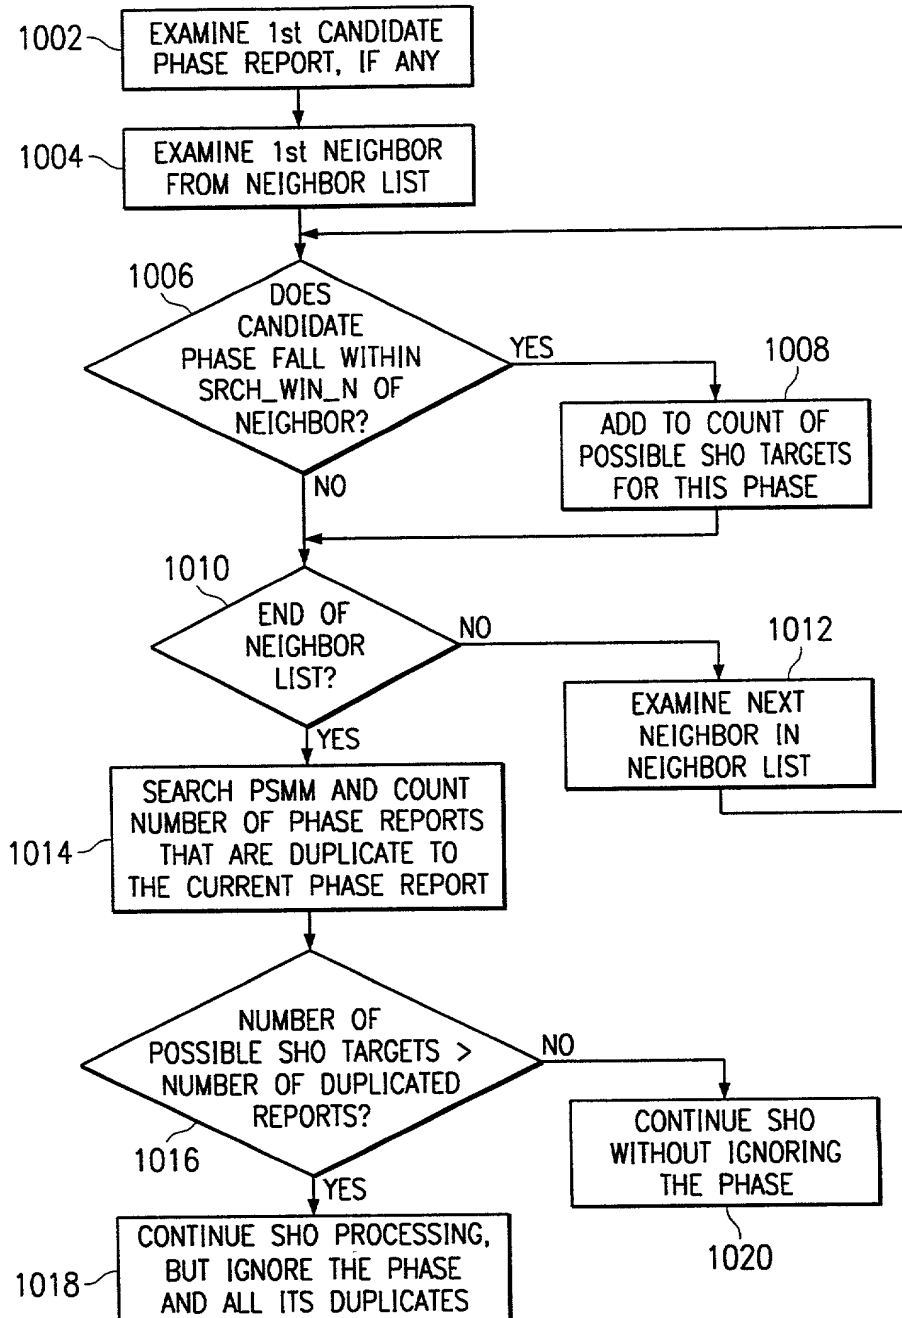 1002
EXAMINE 1st CANDIDATE
PHASE REPORT, IF ANY
1004
EXAMINE 1st NEIGHBOR
FROM NEIGHBOR LIST
1006
DOES
CANDIDATE
PHASE FALL WITHIN
SRCH_WIN_N OF
NEIGHBOR?
YES
NO
1008
ADD TO COUNT OF
POSSIBLE SHO TARGETS
FOR THIS PHASE
1010
END OF
NEIGHBOR
LIST?
NO
YES
1012
EXAMINE NEXT
NEIGHBOR IN
NEIGHBOR LIST
1014
SEARCH PSMM AND COUNT
NUMBER OF PHASE REPORTS
THAT ARE DUPLICATE TO
THE CURRENT PHASE REPORT
NUMBER OF
POSSIBLE SHO TARGETS >
NUMBER OF DUPLICATED
REPORTS?
1016
NO
YES
CONTINUE SHO
WITHOUT IGNORING
THE PHASE
1020
1018
CONTINUE SHO PROCESSING,
BUT IGNORE THE PHASE
AND ALL ITS DUPLICATES